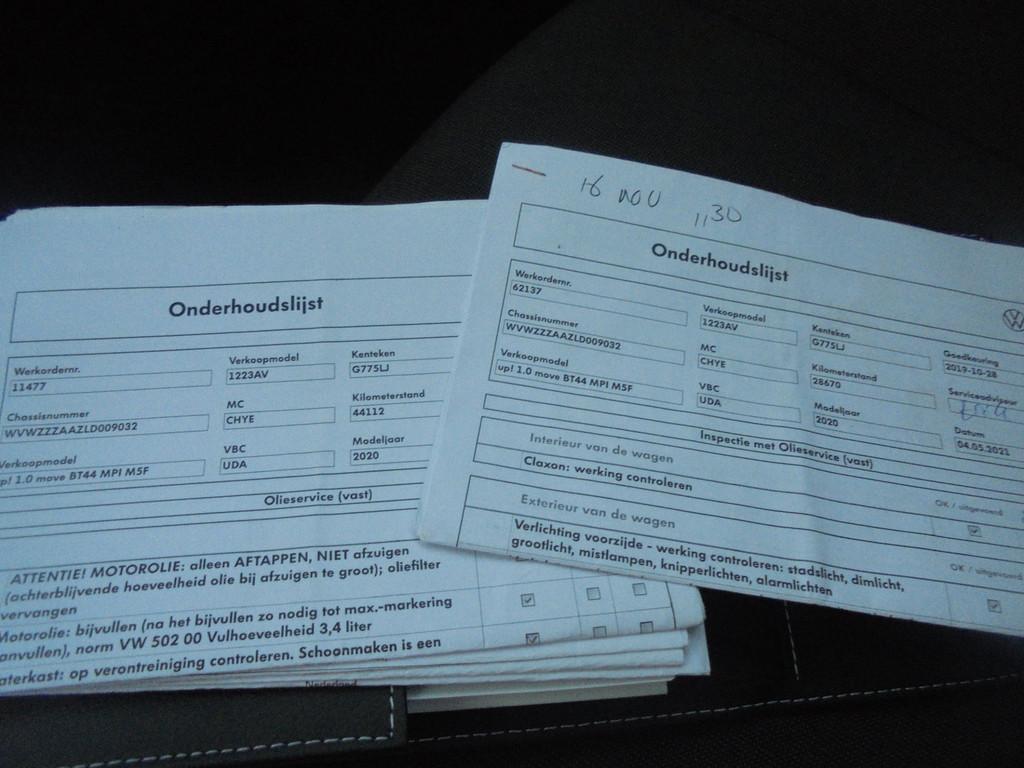 Onderhoudslijst
Werkordernr.
11477
Verkoopmodel
1223AV
Kenteken
G775LJ
Chassisnummer
WVWZZZAAZLD009032
MC
CHYE
Kilometerstand
44112
Verkoopmodel
up! 1.0 move BT44 MPI M5F
VBC
UDA
Modeljaar
2020
Olieservice (vast)
ATTENTIE! MOTOROLIE: alleen AFTAPPEN, NIET afzuigen
(achterblijvende hoeveelheid olie bij afzuigen te groot); oliefilter
vervangen
Motorolie: bijvullen (na het bijvullen zo nodig tot max.-markering
aanvullen), norm VW 502 00 Vulhoeveelheid 3,4 liter
aterkast: op verontreiniging controleren. Schoonmaken is een
Nederland
16 nov 11 30
Onderhoudslijst
Werkordernr.
62137
Verkoopmodel
1223AV
Kenteken
G775LJ
Goedkeuring
2019-10-28
Chassisnummer
WVWZZZAAZLD009032
MC
CHYE
Kilometerstand
28670
Serviceadviseur
Verkoopmodel
up! 1.0 move BT44 MPI M5F
VBC
UDA
Modeljaar
2020
Datum
04.05.2021
Inspectie met Olieservice (vast)
Interieur van de wagen
OK / uitgevoerd
Claxon: werking controleren
Exterieur van de wagen
OK / uitgevoerd
Verlichting voorzijde - werking controleren: stadslicht, dimlicht,
grootlicht, mistlampen, knipperlichten, alarmlichten